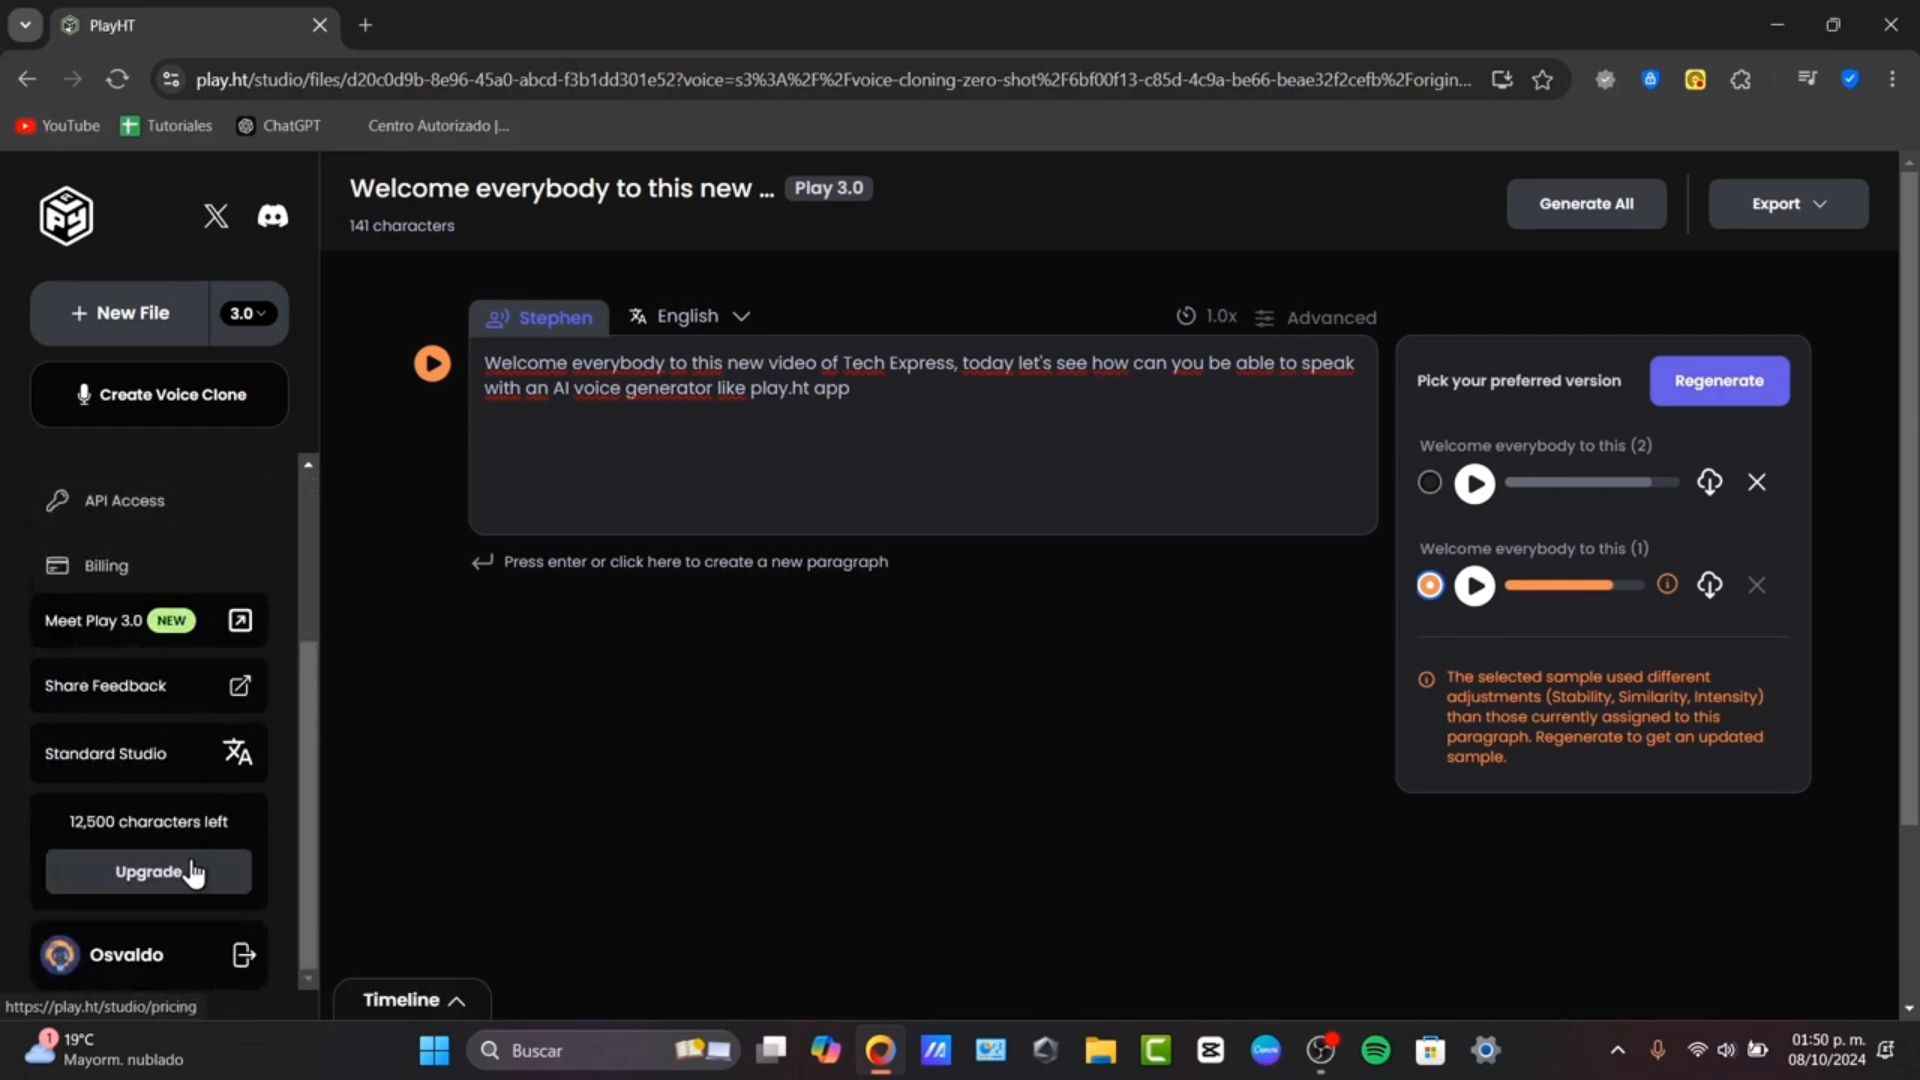 PlayHT
play.ht/studio/files/d20c0d9b-8e96-45a0-abcd-f3b1dd301e52?voice=s3%3A%2F%2Fvoice-cloning-zero-shot%2F6bf00f13-c85d-4c9a-be66-beae32f2cefb%2Forigin...
YouTube
Tutoriales
ChatGPT
Centro Autorizado |...
Welcome everybody to this new ...
Play 3.0
141 characters
Generate All
Export
+ New File
3.0
Create Voice Clone
API Access
Billing
Meet Play 3.0 NEW
Share Feedback
Standard Studio
12,500 characters left
Upgrade
Osvaldo
https://play.ht/studio/pricing
Stephen
English
1.0x
Advanced
Welcome everybody to this new video of Tech Express, today let's see how can you be able to speak
with an AI voice generator like play.ht app
Press enter or click here to create a new paragraph
Pick your preferred version
Regenerate
Welcome everybody to this (2)
Welcome everybody to this (1)
The selected sample used different
adjustments (Stability, Similarity, Intensity)
than those currently assigned to this
paragraph. Regenerate to get an updated
sample.
Timeline
1
19°C
Mayorm. nublado
Buscar
Canva
01:50 p. m.
08/10/2024